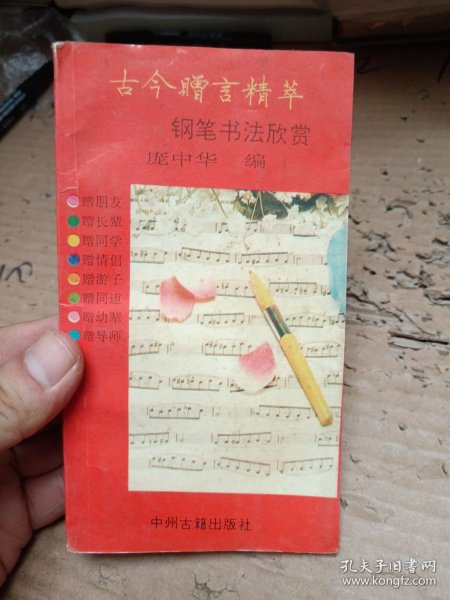 古今赠言精萃
钢笔书法欣赏
庞中华 编
赠朋友
赠长辈
赠同学
赠情侣
赠游子
赠同道
赠幼辈
赠导师
中州古籍出版社
孔夫子旧书网
www.kongfz.com